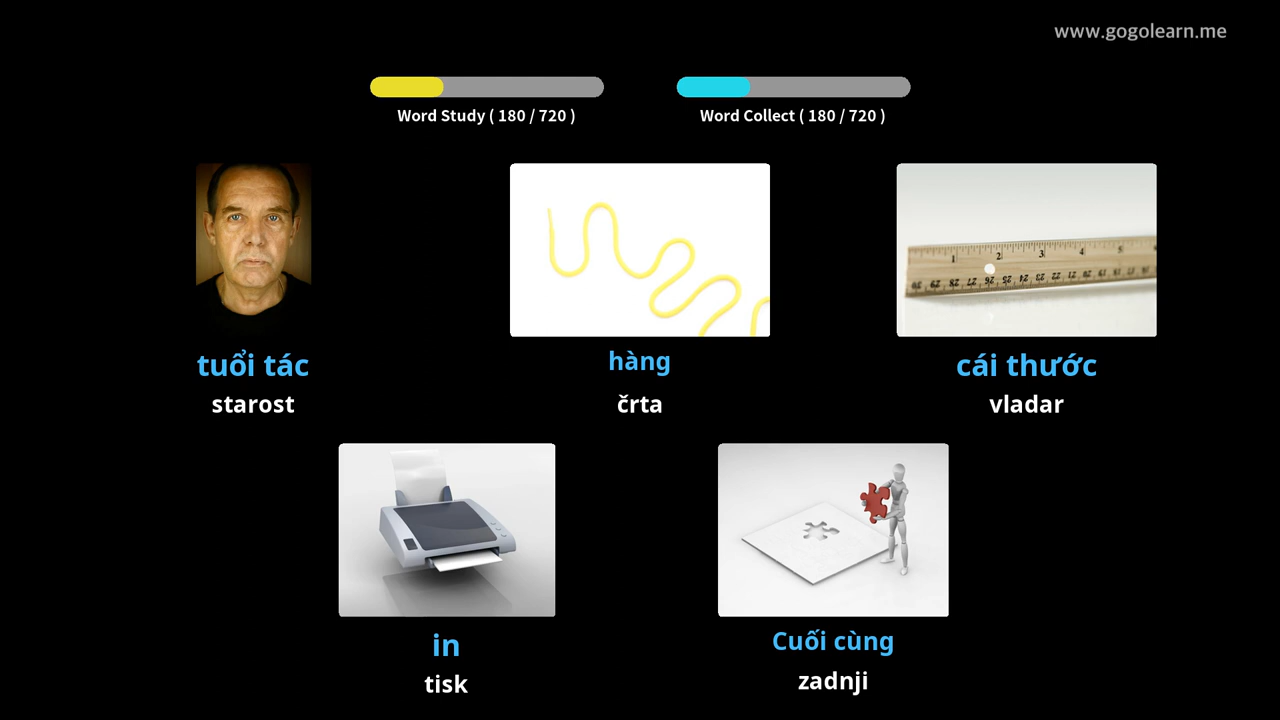 www.gogolearn.me
Word Study ( 180 / 720 )
Word Collect ( 180 / 720 )
tuổi tác
starost
hàng
črta
cái thước
vladar
in
tisk
Cuối cùng
zadnji